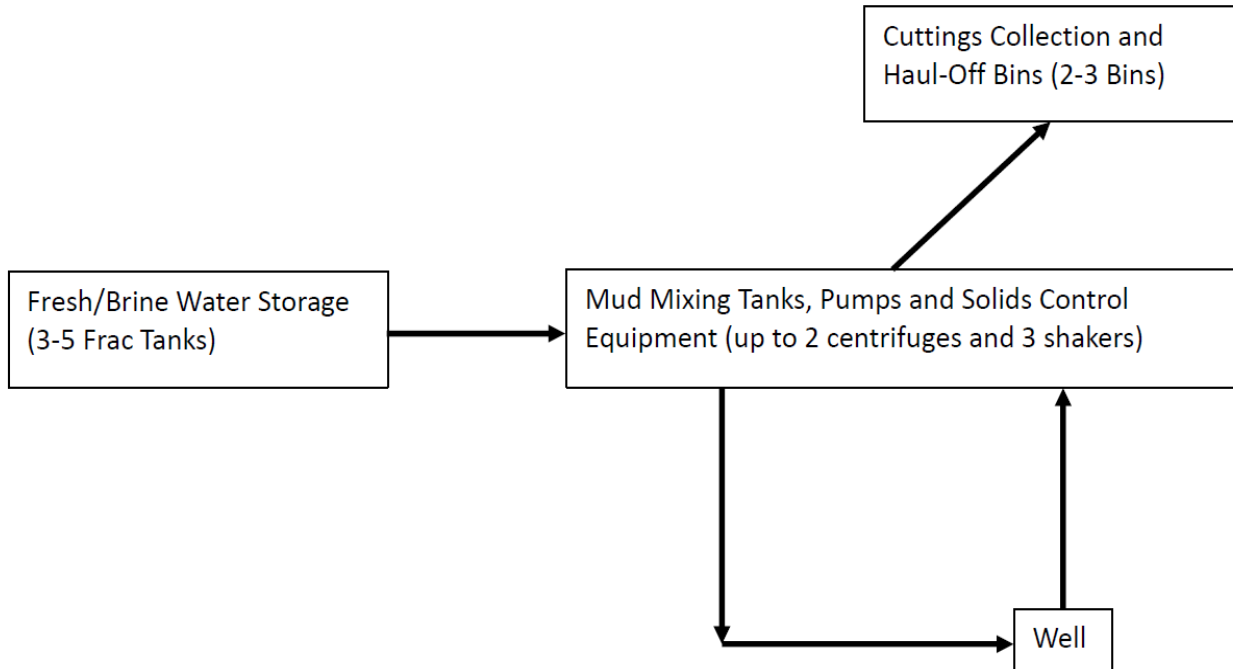 Cuttings Collection and
Haul-Off Bins (2-3 Bins)
Fresh/Brine Water Storage
(3-5 Frac Tanks)
Mud Mixing Tanks, Pumps and Solids Control
Equipment (up to 2 centrifuges and 3 shakers)
Well